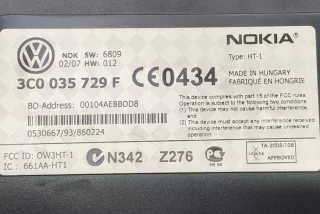 NOK SW: 6809
02/07 HW: 012
NOKIA
Type: HT-1
3C0 035 729 F
CE0434
MADE IN HUNGARY
FABRIQUÉ EN HONGRIE
BD-Address: 00104AEBBDD8
0530667/93/860224
This device complies with part 15 of the FCC Rules.
Operation is subject to the following two conditions:
(1) this device may not cause harmful interference, and
(2) this device must accept any interference received,
including interference that may cause undesired operation.
FCC ID: OW3HT-1
IC : 661AA-HT1
N342
Z276
TA-2005/108
ICASA